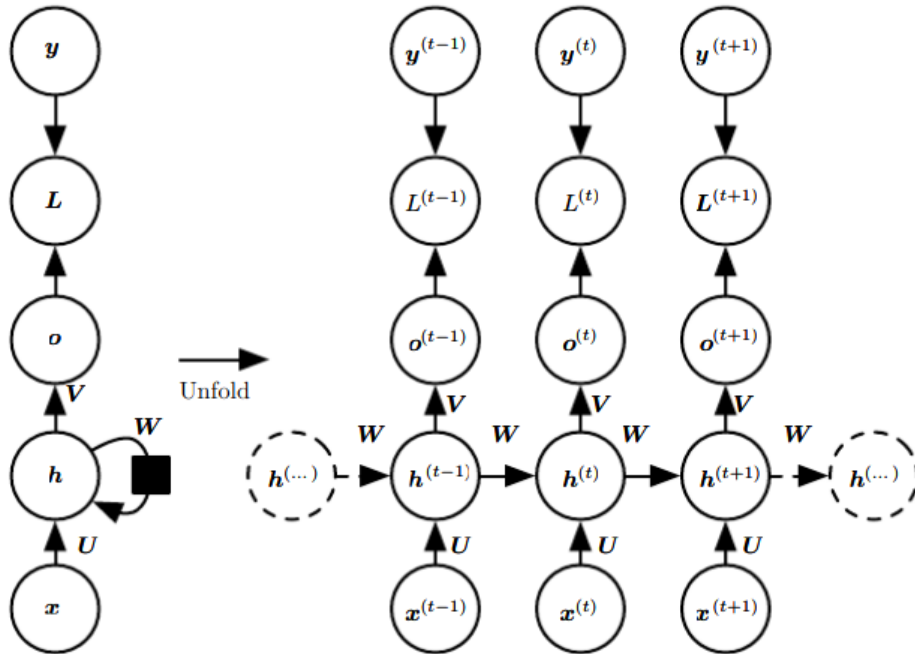 y y^(t−1) y^(t) y^(t+1)
L L^(t−1) L^(t) L^(t+1)
o o^(t−1) o^(t) o^(t+1)
Unfold
V V V V
W W W W W
h h^(...) h^(t−1) h^(t) h^(t+1) h^(...)
U U U U
x x^(t−1) x^(t) x^(t+1)